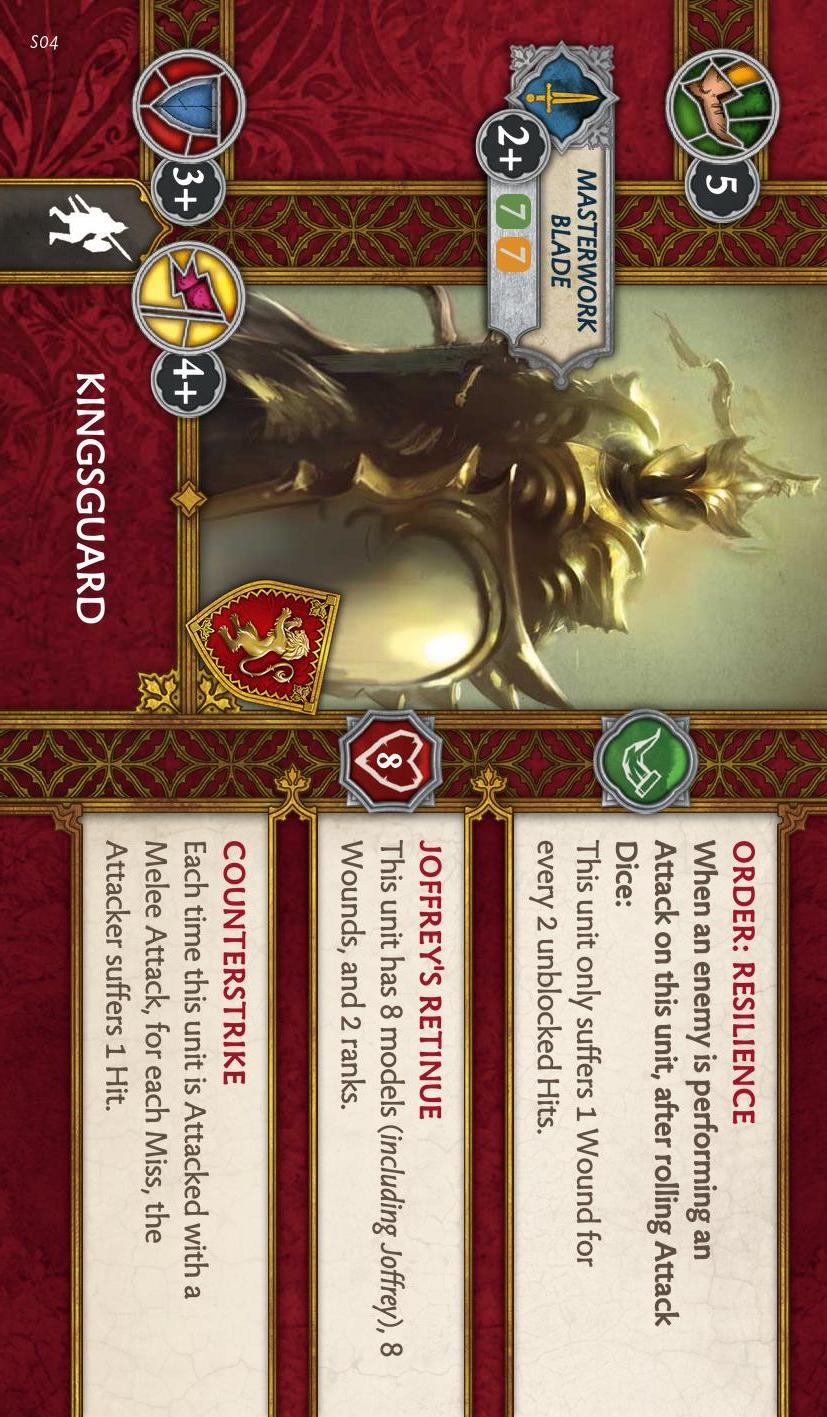 5
MASTERWORK
BLADE
2+
7 7
3+
4+
KINGSGUARD
S04
ORDER: RESILIENCE
When an enemy is performing an
Attack on this unit, after rolling Attack
Dice:
This unit only suffers 1 Wound for
every 2 unblocked Hits.
8
JOFFREY'S RETINUE
This unit has 8 models (including Joffrey), 8
Wounds, and 2 ranks.
COUNTERSTRIKE
Each time this unit is Attacked with a
Melee Attack, for each Miss, the
Attacker suffers 1 Hit.